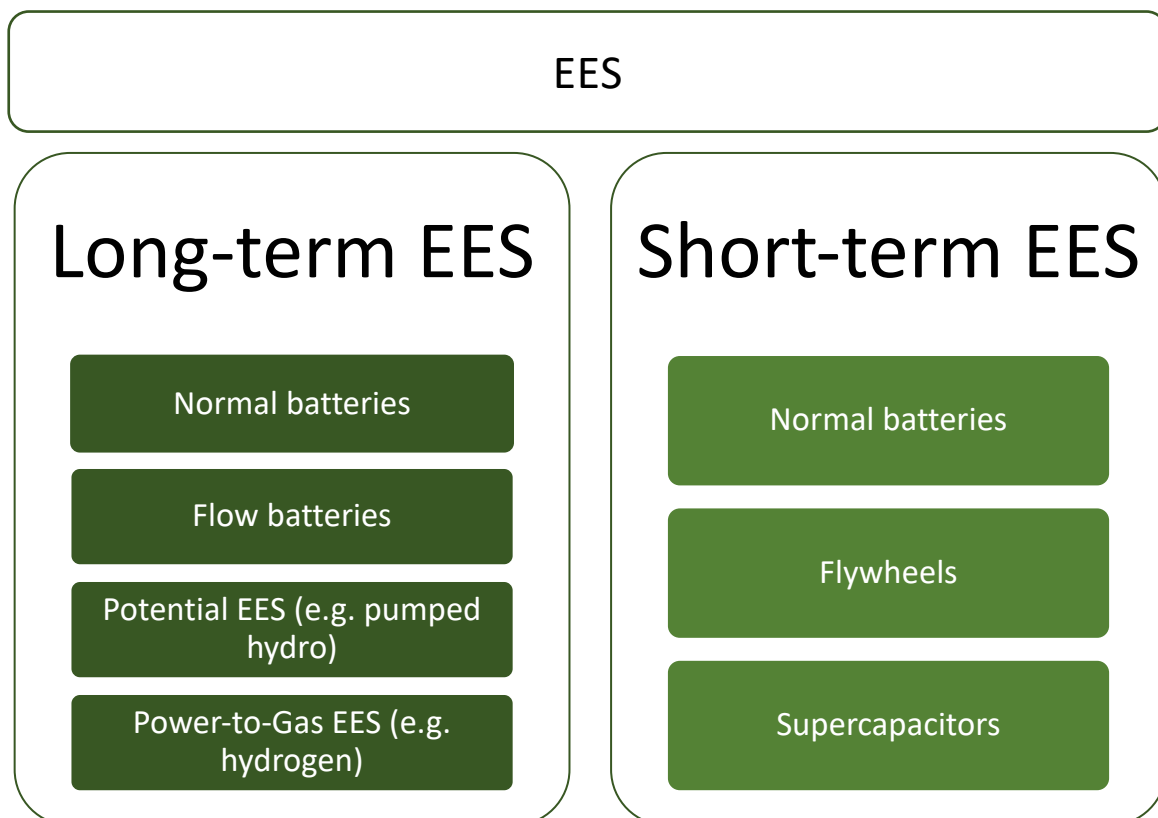 EES
Long-term EES
Normal batteries
Flow batteries
Potential EES (e.g. pumped
hydro)
Power-to-Gas EES (e.g.
hydrogen)
Short-term EES
Normal batteries
Flywheels
Supercapacitors